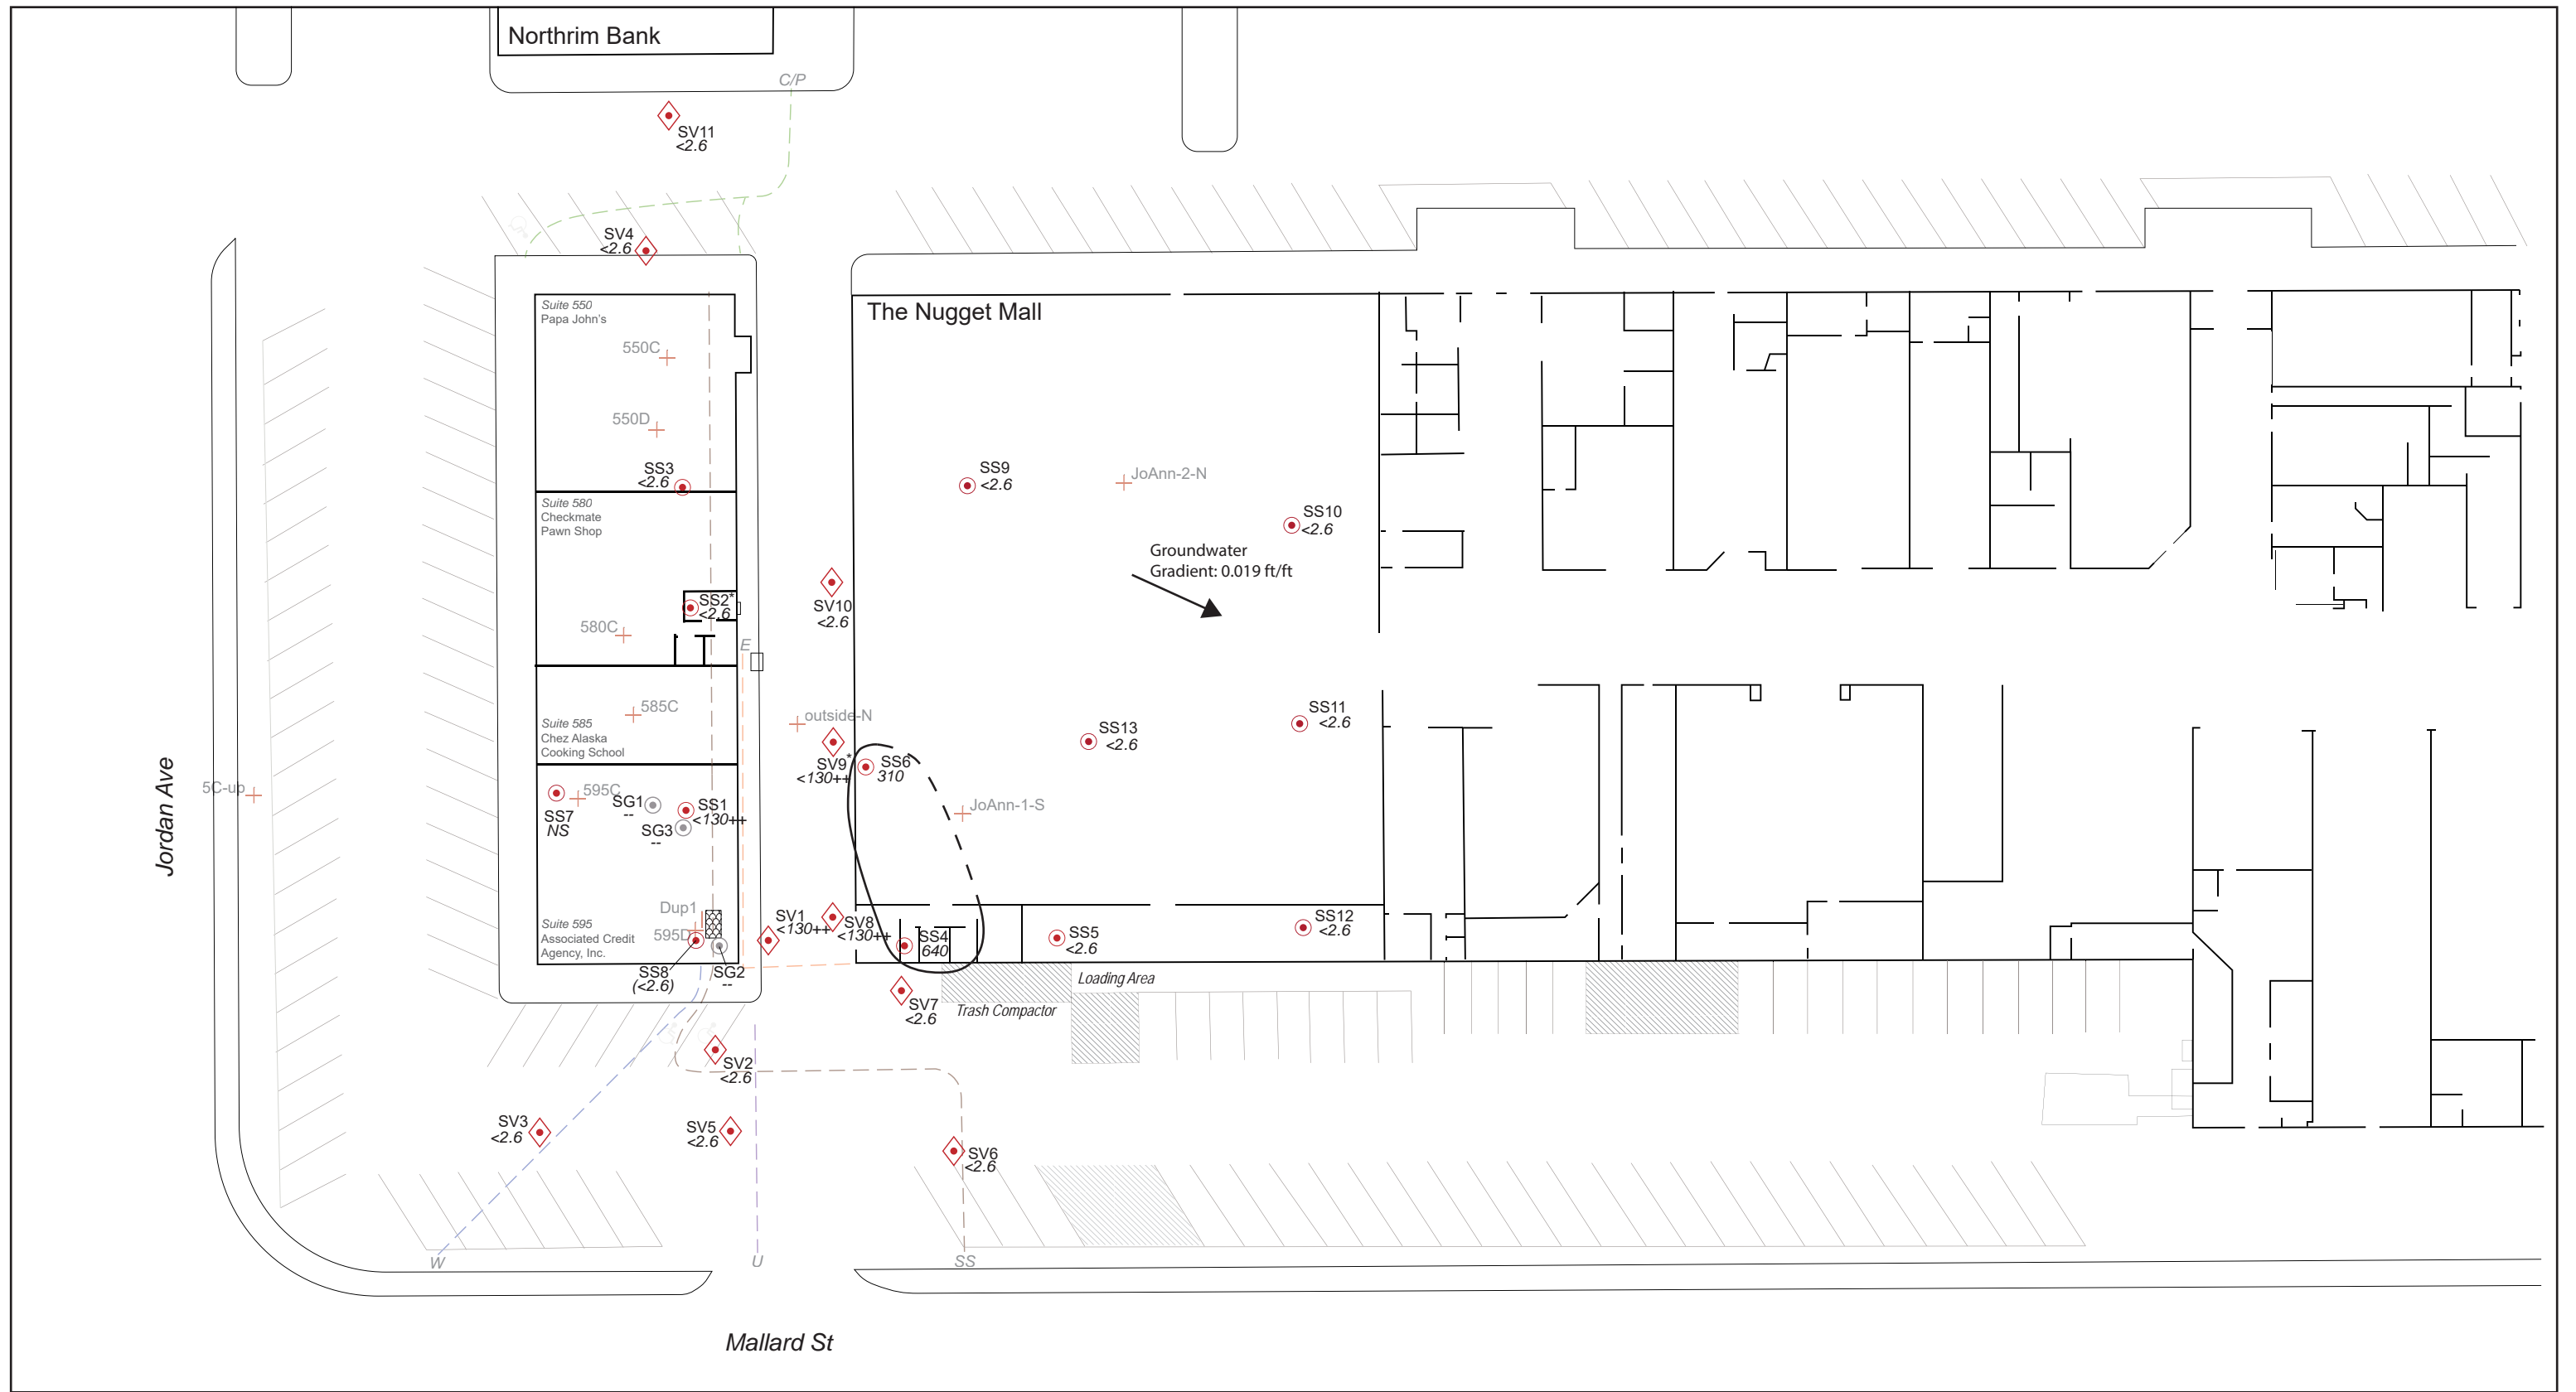 Northrim Bank
C/P
SV11
<2.6
SV4
<2.6
Suite 550
Papa John's
The Nugget Mall
550C
550D
SS3
<2.6
SS9
<2.6
JoAnn-2-N
Suite 580
Checkmate
Pawn Shop
SS10
<2.6
Groundwater
Gradient: 0.019 ft/ft
SS2*
<2.6
SV10
<2.6
580C
E
585C
outside-N
Suite 585
Chez Alaska
Cooking School
SS11
<2.6
SS13
<2.6
SV9*
<130++
SS6
310
Jordan Ave
5C-up
595C
SS7
NS
SG1
--
SS1
<130++
SG3
--
JoAnn-1-S
Dup1
595D
Suite 595
Associated Credit
Agency, Inc.
SV1
<130++
SV8
<130++
SS4
640
SS5
<2.6
SS12
<2.6
SS8
(<2.6)
SG2
--
Loading Area
Trash Compactor
SV7
<2.6
SV2
<2.6
SV3
<2.6
SV5
<2.6
SV6
<2.6
W
U
SS
Mallard St